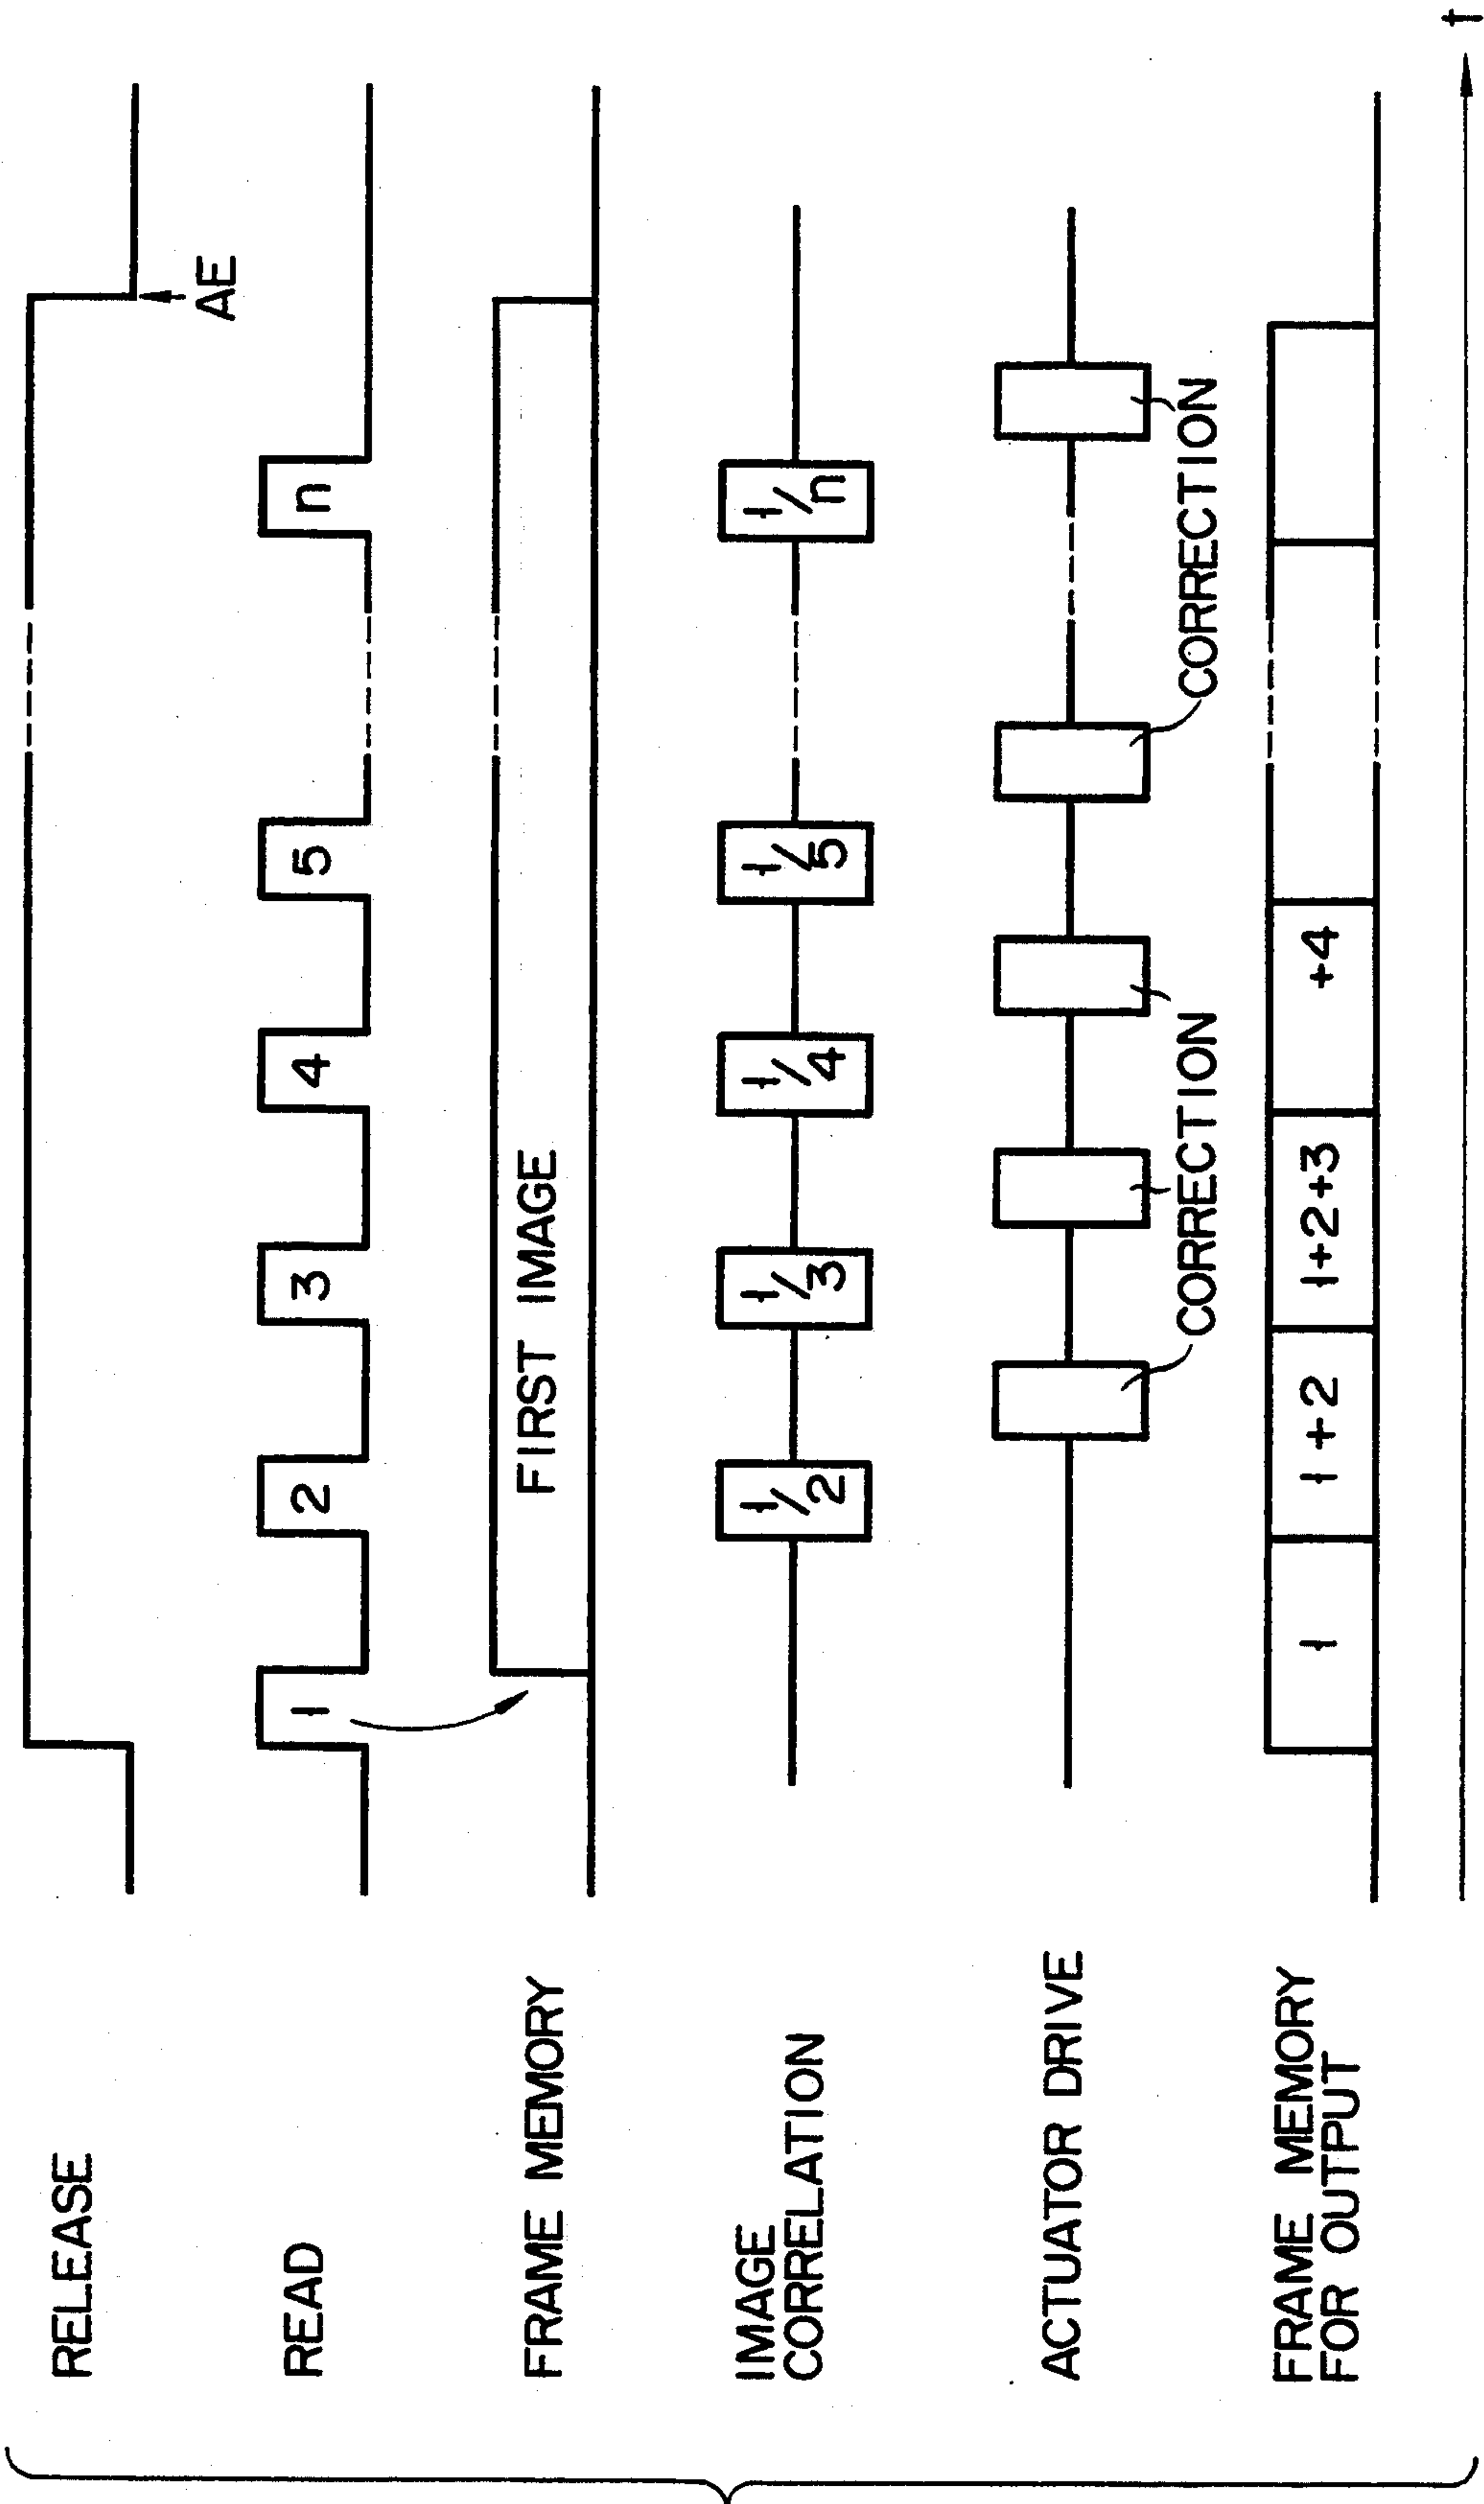 RELEASE
AE
READ
1 2 3 4 5 n
FRAME MEMORY
FIRST IMAGE
IMAGE
CORRELATION
1/2 1/3 1/4 1/5 1/n
ACTUATOR DRIVE
CORRECTION CORRECTION
FRAME MEMORY
FOR OUTPUT
1 1+2 1+2+3 +4
t